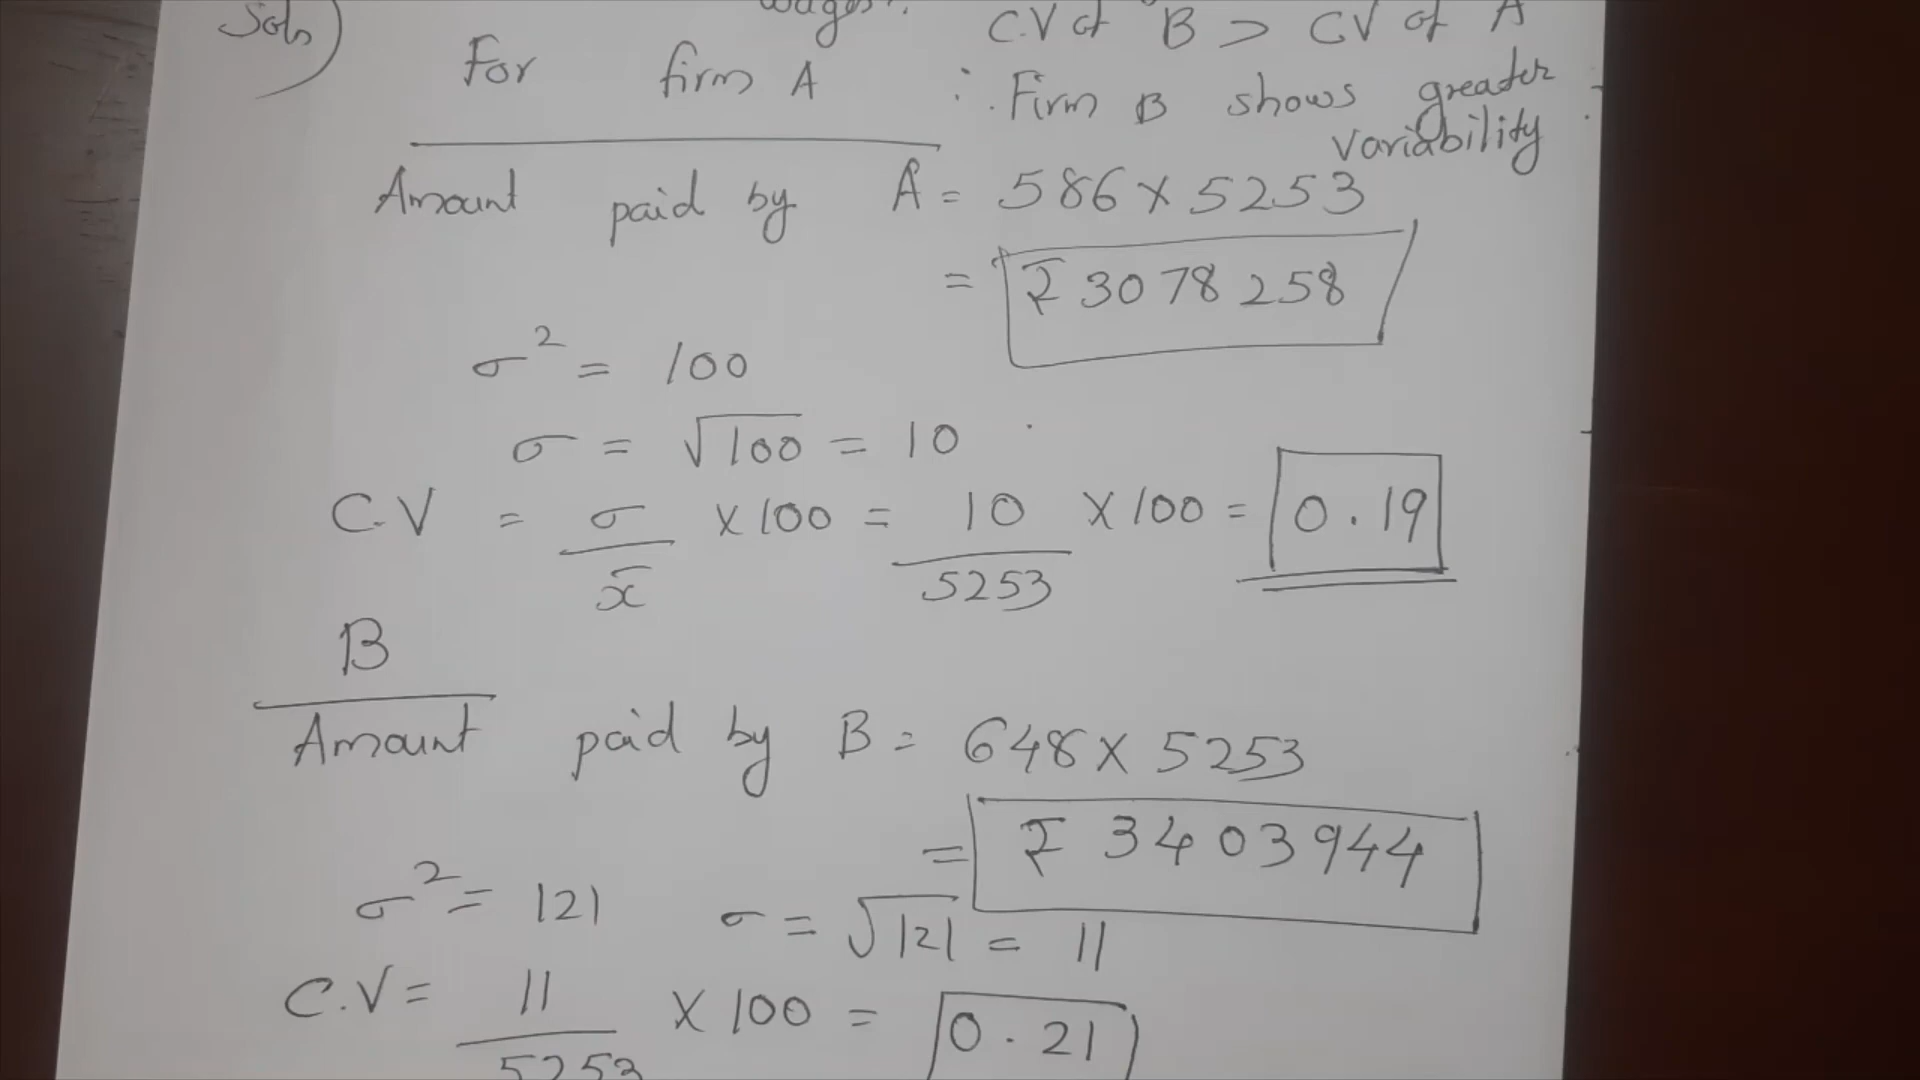 Soln)
wages.
C.V of B > CV of A
For firm A
∴ Firm B shows greater
variability.
Amount paid by A = 586 × 5253
= ₹ 3078258
σ² = 100
σ = √100 = 10
C.V = σ/x̄ × 100 = 10/5253 × 100 = 0.19
B
Amount paid by B = 648 × 5253
= ₹ 3403944
σ² = 121 σ = √121 = 11
C.V = 11/5253 × 100 = 0.21